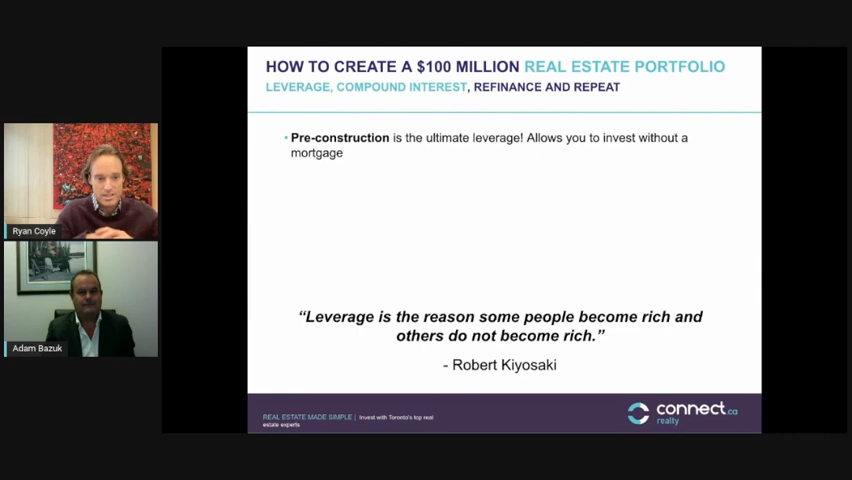 HOW TO CREATE A $100 MILLION REAL ESTATE PORTFOLIO
LEVERAGE, COMPOUND INTEREST, REFINANCE AND REPEAT
• Pre-construction is the ultimate leverage! Allows you to invest without a
mortgage
Ryan Coyle
Adam Bazuk
“Leverage is the reason some people become rich and
others do not become rich.”
- Robert Kiyosaki
REAL ESTATE MADE SIMPLE | Invest with Toronto's top real
estate experts
connect.ca
realty